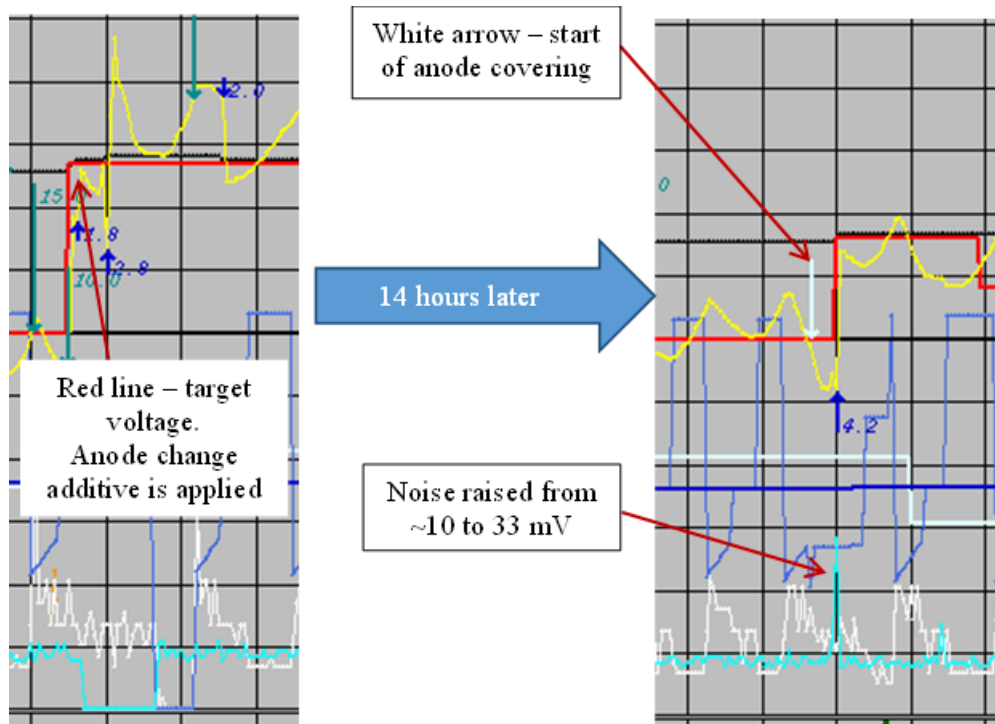 White arrow – start
of anode covering
2.0
15
0
1.8
2.8
10.0
14 hours later
0
Red line – target
voltage.
Anode change
additive is applied
4.2
Noise raised from
~10 to 33 mV